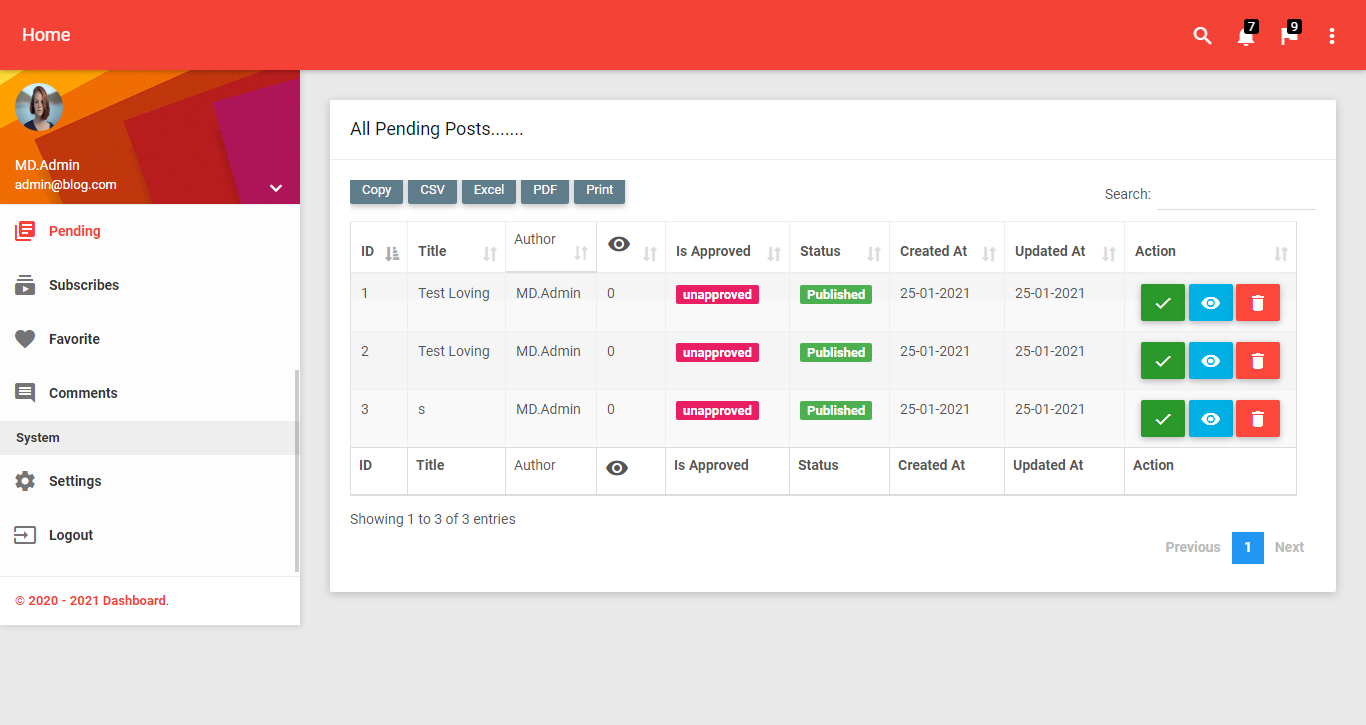 Home
7
9
MD.Admin
admin@blog.com
Pending
Subscribes
Favorite
Comments
System
Settings
Logout
© 2020 - 2021 Dashboard.
All Pending Posts.......
Copy CSV Excel PDF Print
Search:
ID Title Author Is Approved Status Created At Updated At Action
1 Test Loving MD.Admin 0 unapproved Published 25-01-2021 25-01-2021
2 Test Loving MD.Admin 0 unapproved Published 25-01-2021 25-01-2021
3 s MD.Admin 0 unapproved Published 25-01-2021 25-01-2021
ID Title Author Is Approved Status Created At Updated At Action
Showing 1 to 3 of 3 entries
Previous 1 Next